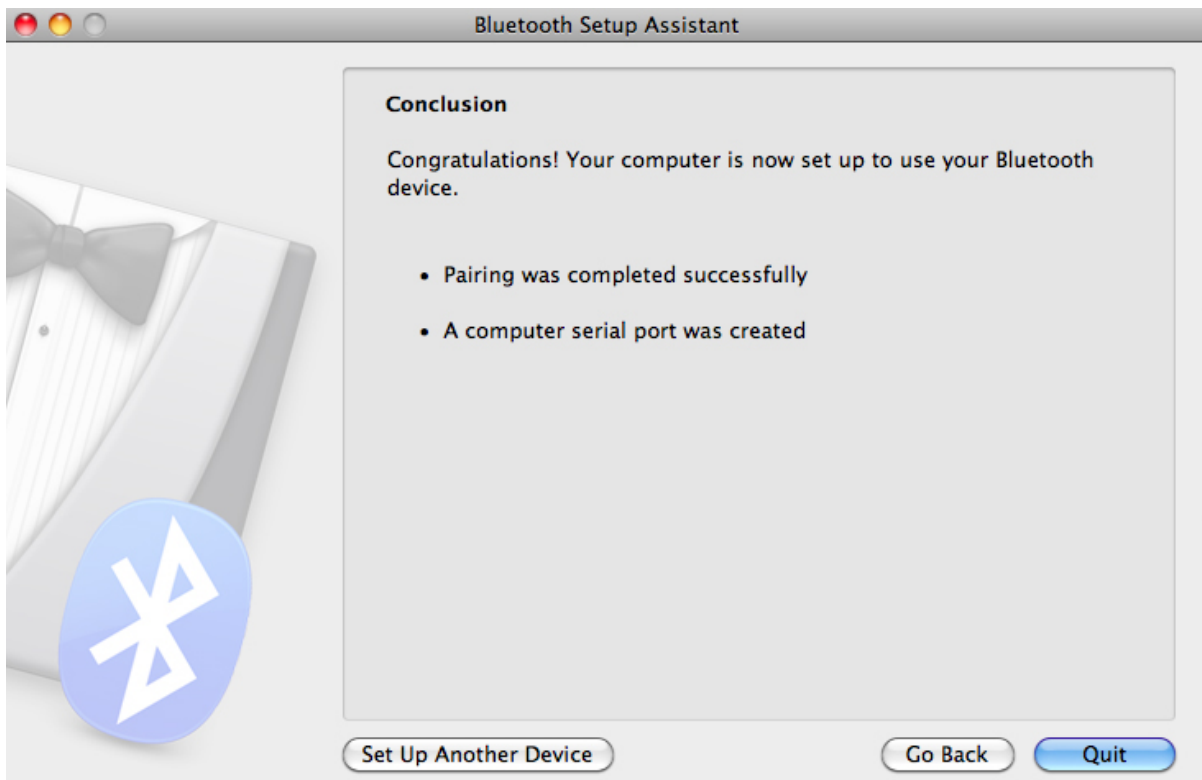 Bluetooth Setup Assistant
Conclusion
Congratulations! Your computer is now set up to use your Bluetooth
device.
• Pairing was completed successfully
• A computer serial port was created
Set Up Another Device
Go Back
Quit